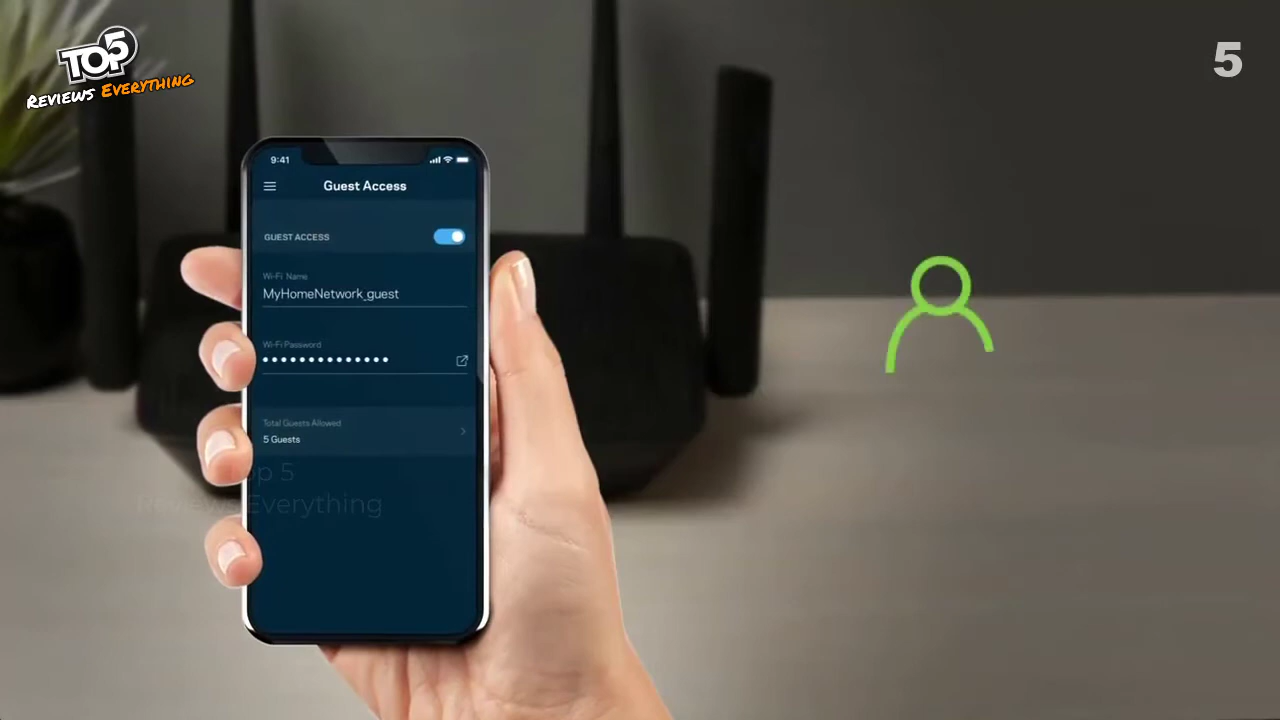 TOP5
REVIEWS EVERYTHING
5
9:41
Guest Access
GUEST ACCESS
Wi-Fi Name
MyHomeNetwork_guest
Wi-Fi Password
Total Guests Allowed
5 Guests
Top 5
Reviews Everything